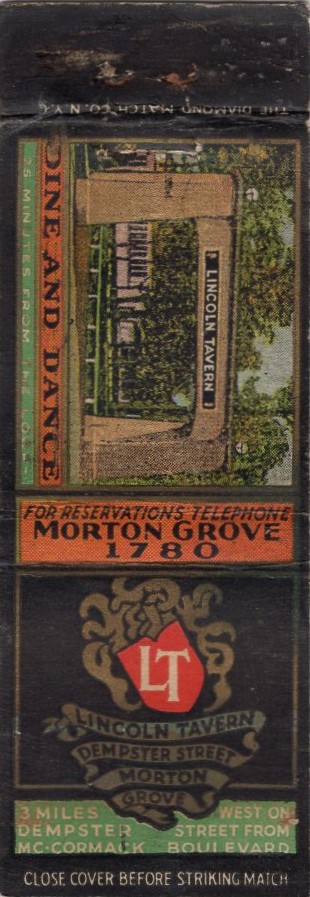 THE DIAMOND MATCH CO. N.Y.C.
DINE AND DANCE
25 MINUTES FROM THE LOOP
LINCOLN TAVERN
FOR RESERVATIONS TELEPHONE
MORTON GROVE
1780
LT
LINCOLN TAVERN
DEMPSTER STREET
MORTON
GROVE
3 MILES WEST ON
DEMPSTER STREET FROM
MC·CORMACK BOULEVARD
CLOSE COVER BEFORE STRIKING MATCH